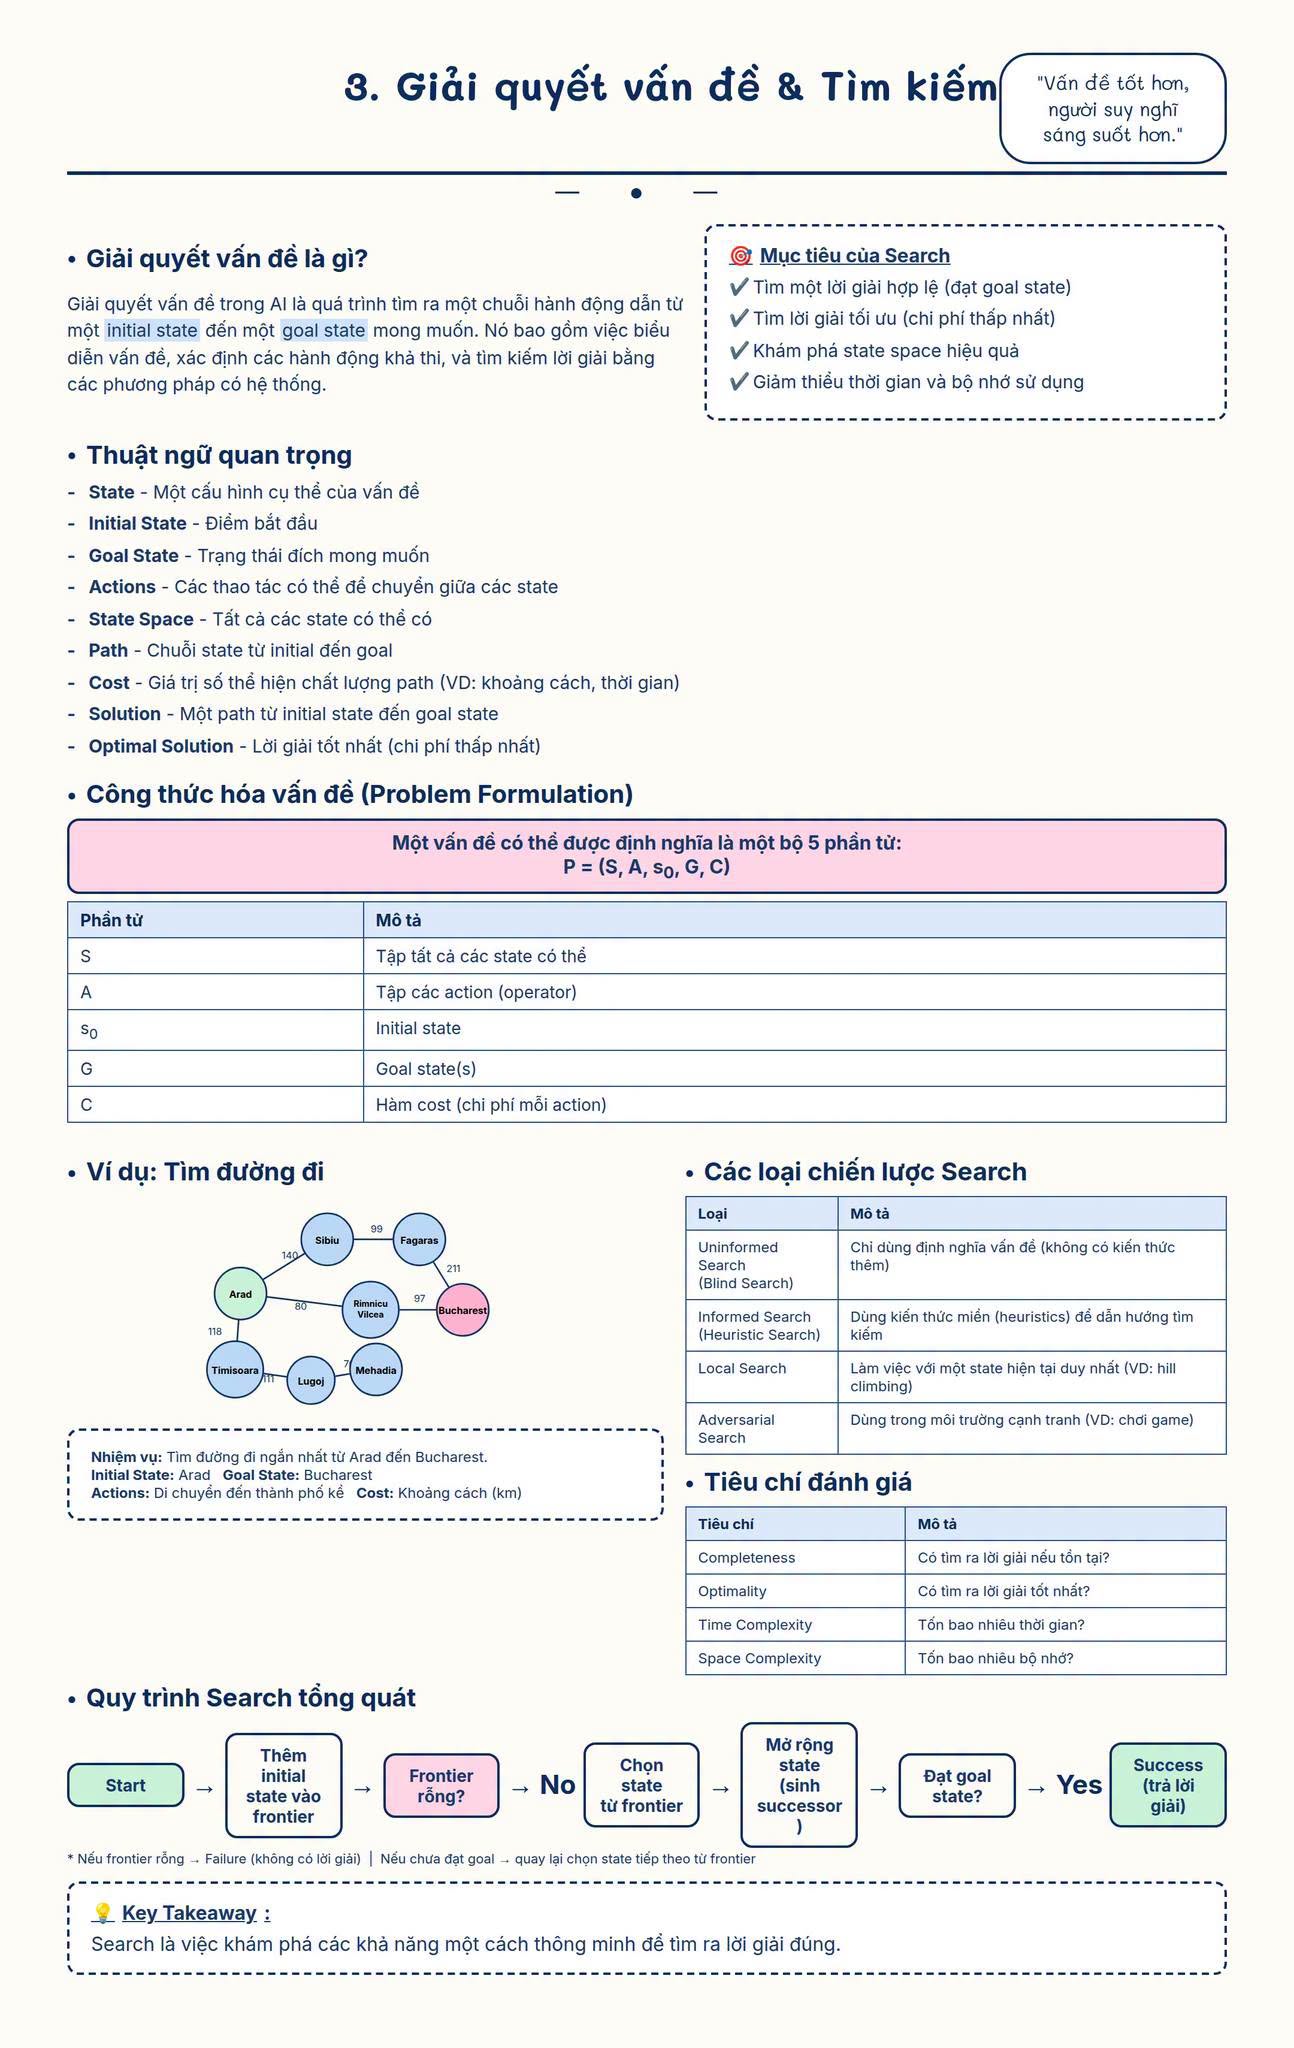 3. Giải quyết vấn đề & Tìm kiếm
"Vấn đề tốt hơn,
người suy nghĩ
sáng suốt hơn."
• Giải quyết vấn đề là gì?
Giải quyết vấn đề trong AI là quá trình tìm ra một chuỗi hành động dẫn từ
một initial state đến một goal state mong muốn. Nó bao gồm việc biểu
diễn vấn đề, xác định các hành động khả thi, và tìm kiếm lời giải bằng
các phương pháp có hệ thống.
🎯 Mục tiêu của Search
✔ Tìm một lời giải hợp lệ (đạt goal state)
✔ Tìm lời giải tối ưu (chi phí thấp nhất)
✔ Khám phá state space hiệu quả
✔ Giảm thiểu thời gian và bộ nhớ sử dụng
• Thuật ngữ quan trọng
- State - Một cấu hình cụ thể của vấn đề
- Initial State - Điểm bắt đầu
- Goal State - Trạng thái đích mong muốn
- Actions - Các thao tác có thể để chuyển giữa các state
- State Space - Tất cả các state có thể có
- Path - Chuỗi state từ initial đến goal
- Cost - Giá trị số thể hiện chất lượng path (VD: khoảng cách, thời gian)
- Solution - Một path từ initial state đến goal state
- Optimal Solution - Lời giải tốt nhất (chi phí thấp nhất)
• Công thức hóa vấn đề (Problem Formulation)
Một vấn đề có thể được định nghĩa là một bộ 5 phần tử:
P = (S, A, s0, G, C)
Phần tử Mô tả
S Tập tất cả các state có thể
A Tập các action (operator)
s0 Initial state
G Goal state(s)
C Hàm cost (chi phí mỗi action)
• Ví dụ: Tìm đường đi
Sibiu 99 Fagaras
140 211
Arad
80
Rimnicu
Vilcea
97
Bucharest
118
Timisoara 111 Lugoj Mehadia
Nhiệm vụ: Tìm đường đi ngắn nhất từ Arad đến Bucharest.
Initial State: Arad Goal State: Bucharest
Actions: Di chuyển đến thành phố kề Cost: Khoảng cách (km)
• Các loại chiến lược Search
Loại Mô tả
Uninformed
Search
(Blind Search)
Chỉ dùng định nghĩa vấn đề (không có kiến thức
thêm)
Informed Search
(Heuristic Search)
Dùng kiến thức miền (heuristics) để dẫn hướng tìm
kiếm
Local Search
Làm việc với một state hiện tại duy nhất (VD: hill
climbing)
Adversarial
Search
Dùng trong môi trường cạnh tranh (VD: chơi game)
• Tiêu chí đánh giá
Tiêu chí Mô tả
Completeness Có tìm ra lời giải nếu tồn tại?
Optimality Có tìm ra lời giải tốt nhất?
Time Complexity Tốn bao nhiêu thời gian?
Space Complexity Tốn bao nhiêu bộ nhớ?
• Quy trình Search tổng quát
Start
→
Thêm
initial
state vào
frontier
→
Frontier
rỗng?
→ No
Chọn
state
từ frontier
→
Mở rộng
state
(sinh
successor
)
→
Đạt goal
state?
→ Yes
Success
(trả lời
giải)
* Nếu frontier rỗng → Failure (không có lời giải) | Nếu chưa đạt goal → quay lại chọn state tiếp theo từ frontier
💡 Key Takeaway :
Search là việc khám phá các khả năng một cách thông minh để tìm ra lời giải đúng.